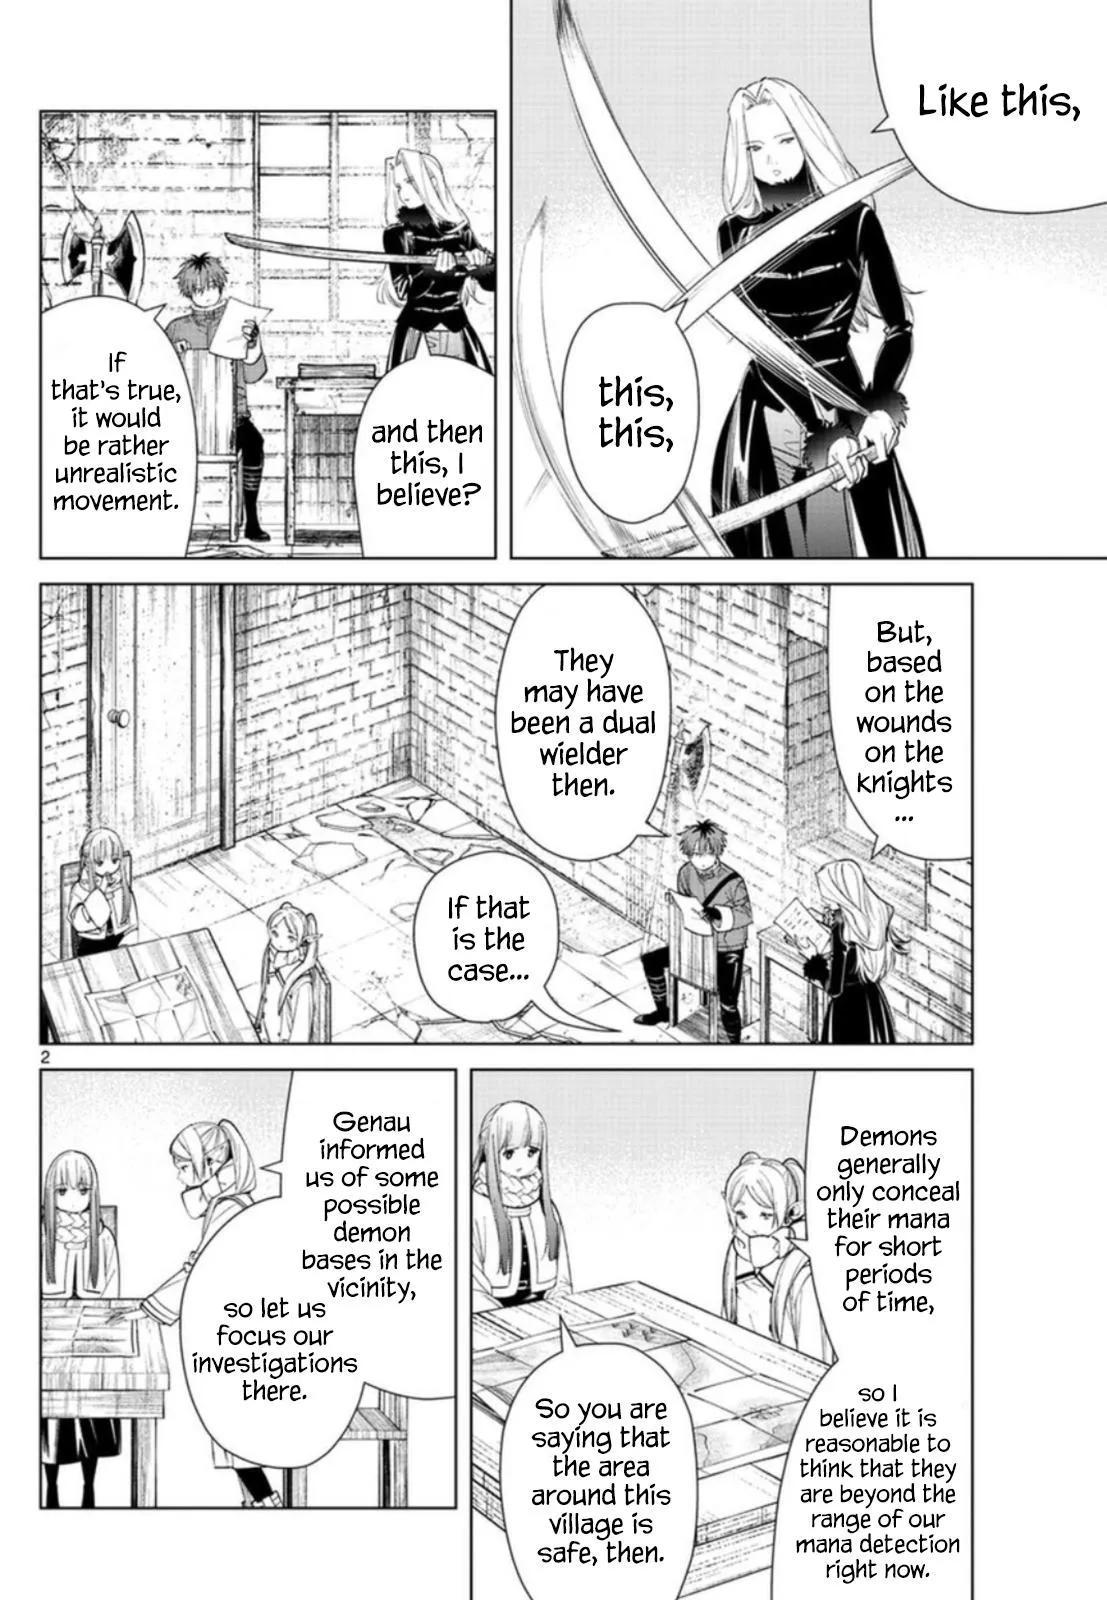 Like this,
this,
this,
and then
this, I
believe?
If
that's true,
it would
be rather
unrealistic
movement.
But,
based
on the
wounds
on the
knights
...
They
may have
been a dual
wielder
then.
If that
is the
case...
2
Demons
generally
only conceal
their mana
for short
periods
of time,
so I
believe it is
reasonable to
think that they
are beyond the
range of our
mana detection
right now.
So you are
saying that
the area
around this
village is
safe, then.
Genau
informed
us of some
possible
demon
bases in the
vicinity,
so let us
focus our
investigations
there.